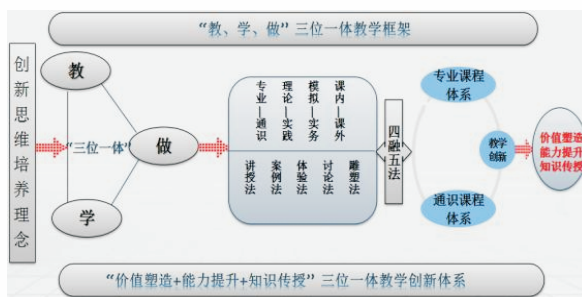 “教、学、做”三位一体教学框架
创新思维培养理念
教
“三位一体”
做
学
专业—通识
理论—实践
模拟—实务
课内—课外
讲授法
案例法
体验法
讨论法
雕塑法
四融五法
专业课程
体系
教学
创新
通识课程
体系
价值塑造
能力提升
知识传授
“价值塑造+能力提升+知识传授”三位一体教学创新体系